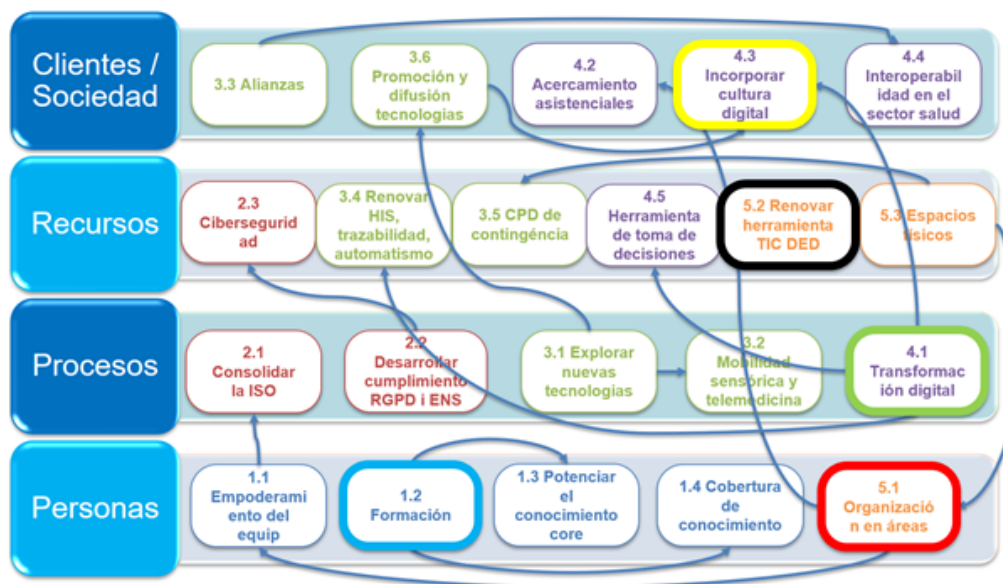 Clientes /
Sociedad
3.3 Alianzas
3.6
Promoción y
difusión
tecnologias
4.2
Acercamiento
asistenciales
4.3
Incorporar
cultura
digital
4.4
Interoperabil
idad en el
sector salud
Recursos
2.3
Cibersegurid
ad
3.4 Renovar
HIS,
trazabilidad,
automatismo
3.5 CPD de
contingéncia
4.5
Herramienta
de toma de
decisiones
5.2 Renovar
herramienta
TIC DED
5.3 Espacios
físicos
Procesos
2.1
Consolidar
la ISO
2.2
Desarrollar
cumplimiento
RGPD i ENS
3.1 Explorar
nuevas
tecnologias
3.2
Mobilidad
sensórica y
telemedicina
4.1
Transformac
ión digital
Personas
1.1
Empoderami
ento del
equip
1.2
Formación
1.3 Potenciar
el
conocimiento
core
1.4 Cobertura
de
conocimiento
5.1
Organizació
n en áreas